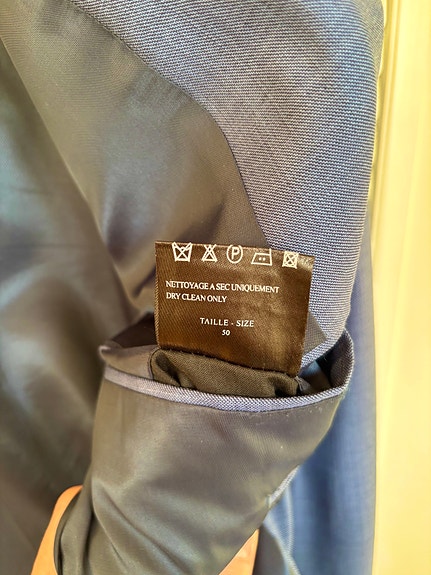 P
NETTOYAGE A SEC UNIQUEMENT
DRY CLEAN ONLY
TAILLE - SIZE
50